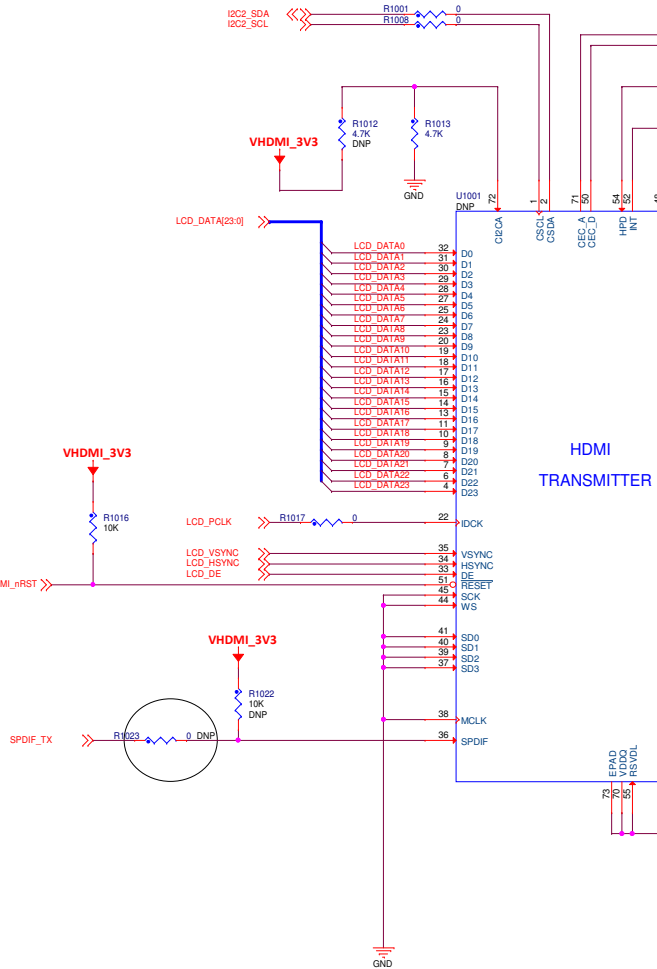 I2C2_SDA R1001 0
I2C2_SCL R1008 0
R1012
4.7K
DNP
R1013
4.7K
VHDMI_3V3
GND
U1001
DNP
72 1 2 71 50 54 52
CI2CA CSCL CSDA CEC_A CEC_D HPD INT
LCD_DATA[23:0]
LCD_DATA0 32 D0
LCD_DATA1 31 D1
LCD_DATA2 30 D2
LCD_DATA3 29 D3
LCD_DATA4 28 D4
LCD_DATA5 27 D5
LCD_DATA6 25 D6
LCD_DATA7 24 D7
LCD_DATA8 23 D8
LCD_DATA9 20 D9
LCD_DATA10 19 D10
LCD_DATA11 18 D11
LCD_DATA12 17 D12
LCD_DATA13 16 D13
LCD_DATA14 15 D14
LCD_DATA15 14 D15
LCD_DATA16 13 D16
LCD_DATA17 11 D17
LCD_DATA18 10 D18
LCD_DATA19 9 D19
LCD_DATA20 8 D20
LCD_DATA21 7 D21
LCD_DATA22 6 D22
LCD_DATA23 4 D23
HDMI
TRANSMITTER
VHDMI_3V3
R1016
10K
LCD_PCLK R1017 0 22 IDCK
LCD_VSYNC 35 VSYNC
LCD_HSYNC 34 HSYNC
LCD_DE 33 DE
MI_nRST 51 RESET
45 SCK
44 WS
41 SD0
40 SD1
39 SD2
37 SD3
VHDMI_3V3
R1022
10K
DNP
38 MCLK
SPDIF_TX R1023 0 DNP 36 SPDIF
EPAD VDDQ RSVDL
73 70 55
GND